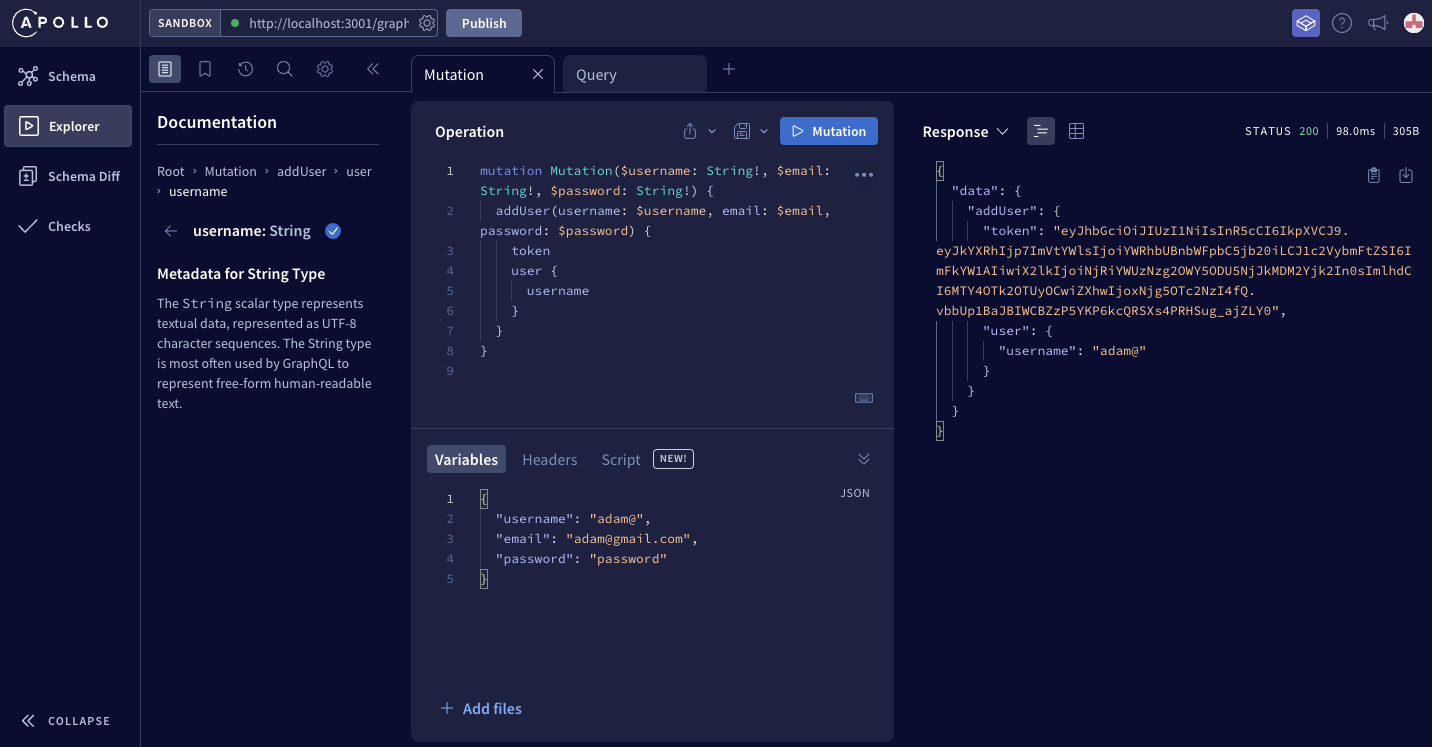 APOLLO
SANDBOX
http://localhost:3001/graph
Publish
Schema
Explorer
Schema Diff
Checks
COLLAPSE
Documentation
Root › Mutation › addUser › user
› username
username: String
Metadata for String Type
The String scalar type represents
textual data, represented as UTF-8
character sequences. The String type
is most often used by GraphQL to
represent free-form human-readable
text.
Mutation
Query
Operation
Mutation
1 mutation Mutation($username: String!, $email:
String!, $password: String!) {
2 addUser(username: $username, email: $email,
password: $password) {
3 token
4 user {
5 username
6 }
7 }
8 }
9
Variables Headers Script NEW!
JSON
1 {
2 "username": "adam@",
3 "email": "adam@gmail.com",
4 "password": "password"
5 }
Add files
Response
STATUS 200 98.0ms 305B
{
"data": {
"addUser": {
"token": "eyJhbGciOiJIUzI1NiIsInR5cCI6IkpXVCJ9.
eyJkYXRhIjp7ImVtYWlsIjoiYWRhbUBnbWFpbC5jb20iLCJ1c2VybmFtZSI6I
mFkYW1AIiwiX2lkIjoiNjRiYWUzNzg2OWY5ODU5NjJkMDM2Yjk2In0sImlhdC
I6MTY4OTk2OTUyOCwiZXhwIjoxNjg5OTc2NzI4fQ.
vbbUp1BaJBIWCBZzP5YKP6kcQRSXs4PRHSug_ajZLY0",
"user": {
"username": "adam@"
}
}
}
}